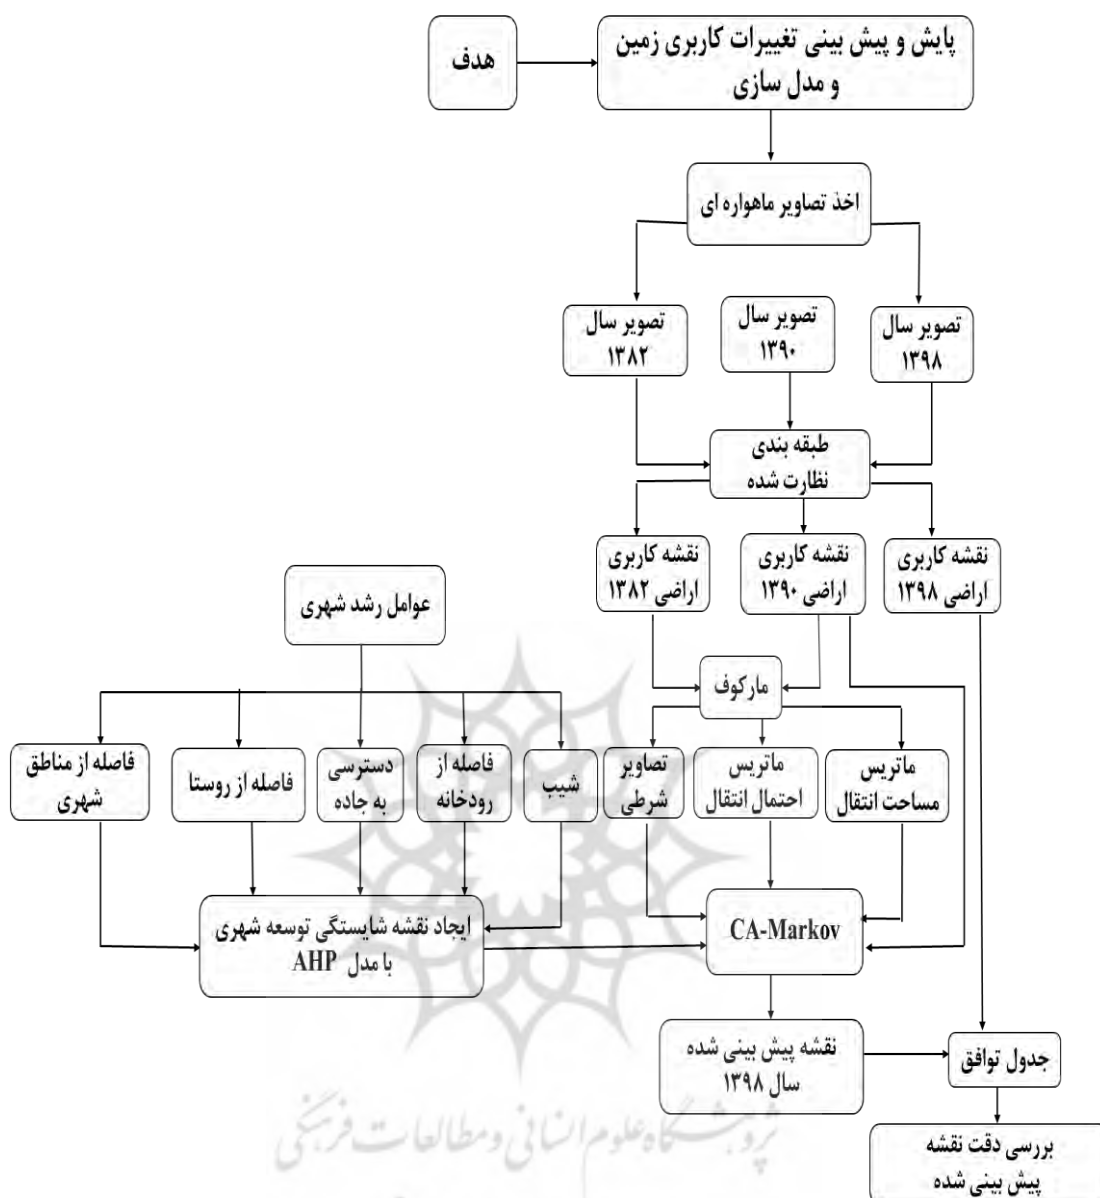 هدف
پایش و پیش بینی تغییرات کاربری زمین
و مدل سازی
اخذ تصاویر ماهواره ای
تصویر سال
۱۳۹۸
تصویر سال
۱۳۹۰
تصویر سال
۱۳۸۲
طبقه بندی
نظارت شده
نقشه کاربری
اراضی ۱۳۹۸
نقشه کاربری
اراضی ۱۳۹۰
نقشه کاربری
اراضی ۱۳۸۲
عوامل رشد شهری
مارکوف
ماتریس
مساحت انتقال
ماتریس
احتمال انتقال
تصاویر
شرطی
شیب
فاصله از
رودخانه
دسترسی
به جاده
فاصله از روستا
فاصله از مناطق
شهری
CA-Markov
ایجاد نقشه شایستگی توسعه شهری
با مدل AHP
نقشه پیش بینی شده
سال ۱۳۹۸
جدول توافق
بررسی دقت نقشه
پیش بینی شده
پژوهشگاه علوم انسانی و مطالعات فرهنگی